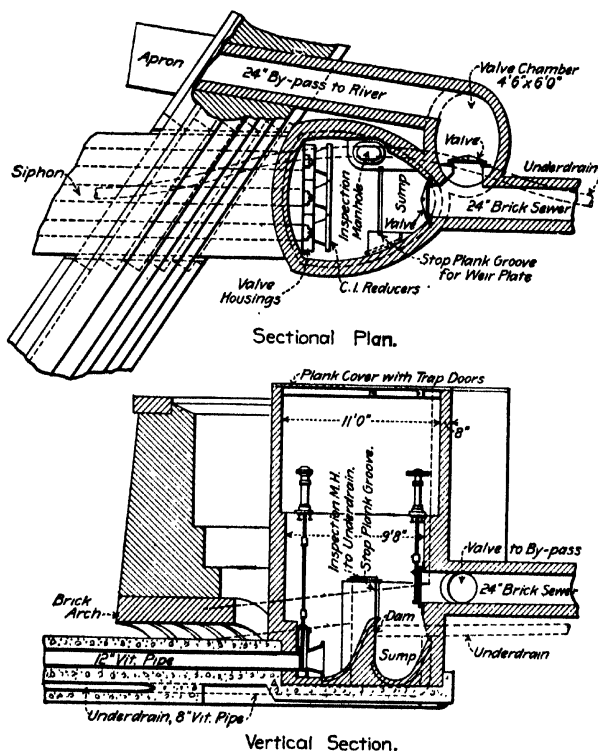 Apron
24" By-pass to River
Valve Chamber
4'6"x6'0"
Siphon
Valve
Underdrain
Inspection
Manhole
Sump
Valve
24" Brick Sewer
Stop Plank Groove
for Weir Plate
Valve
Housings
C.I. Reducers
Sectional Plan.
Plank Cover with Trap Doors
11'0"
8"
Inspection M.H.
to Underdrain.
Stop Plank Groove.
9'8"
Valve to By-pass
24" Brick Sewer
Brick
Arch
Dam
12" Vit. Pipe
Sump
Underdrain
Underdrain, 8" Vit. Pipe
Vertical Section.